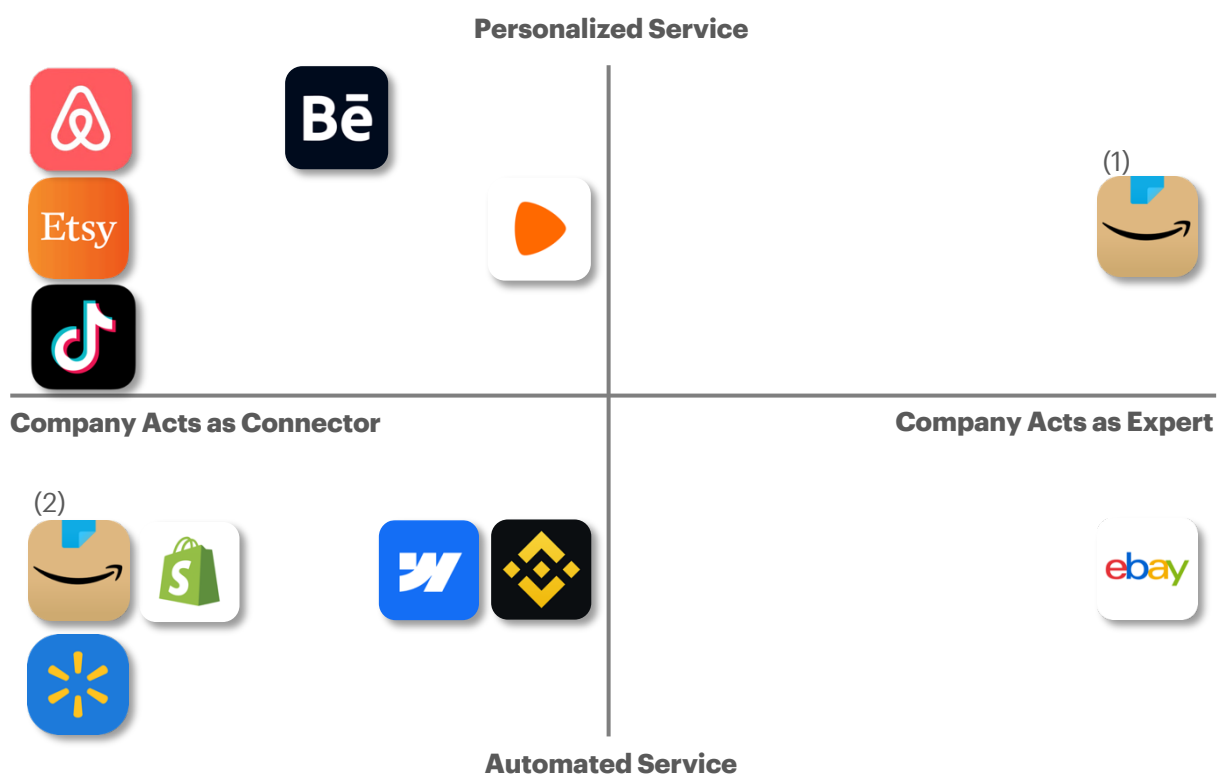 Personalized Service
Bē
(1)
Etsy
Company Acts as Connector
Company Acts as Expert
(2)
S
ebay
Automated Service